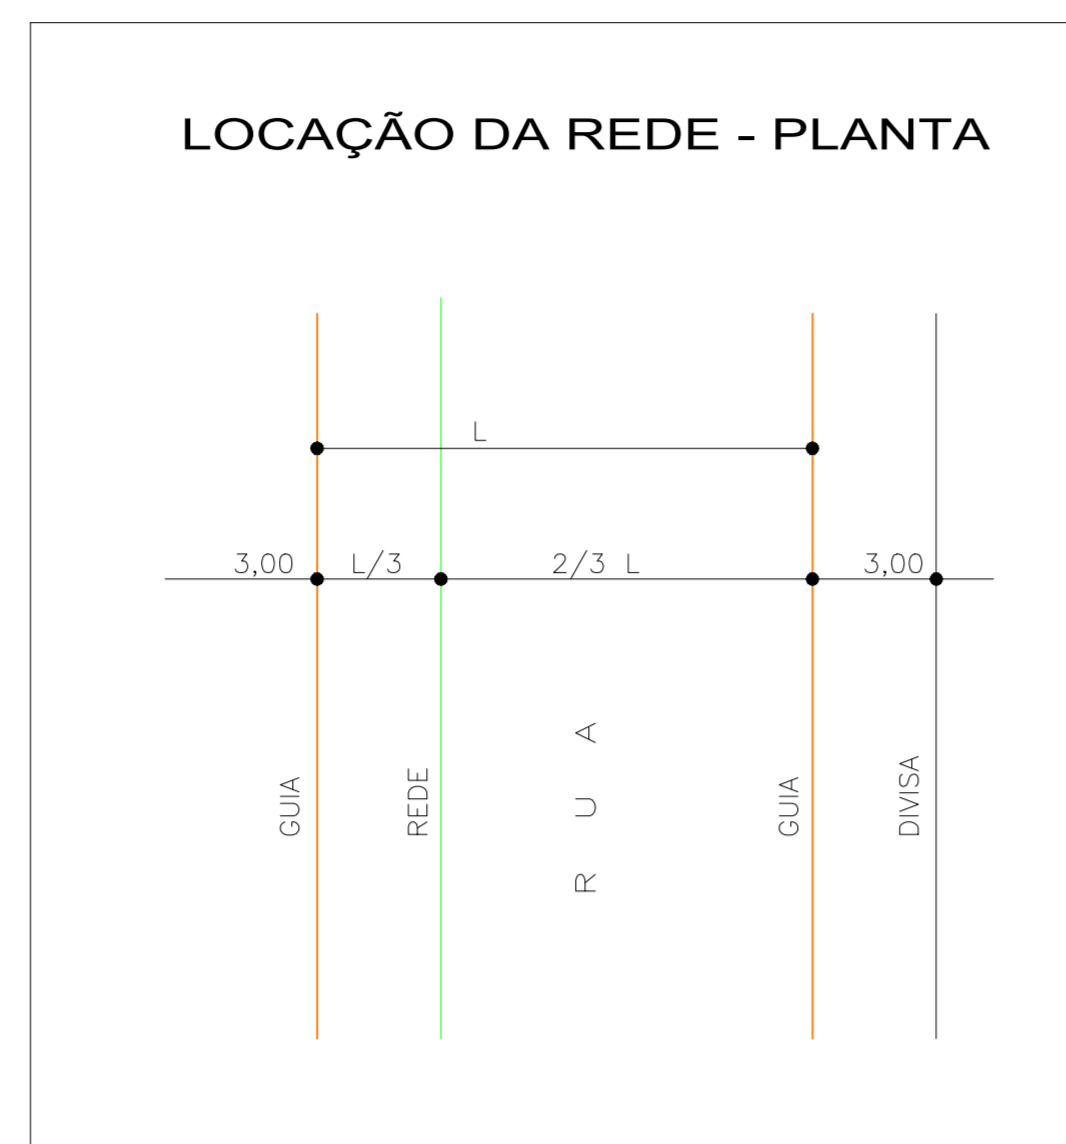 LOCAÇÃO DA REDE - PLANTA
L
3,00 L/3 2/3 L 3,00
GUIA
REDE
R U A
GUIA
DIVISA